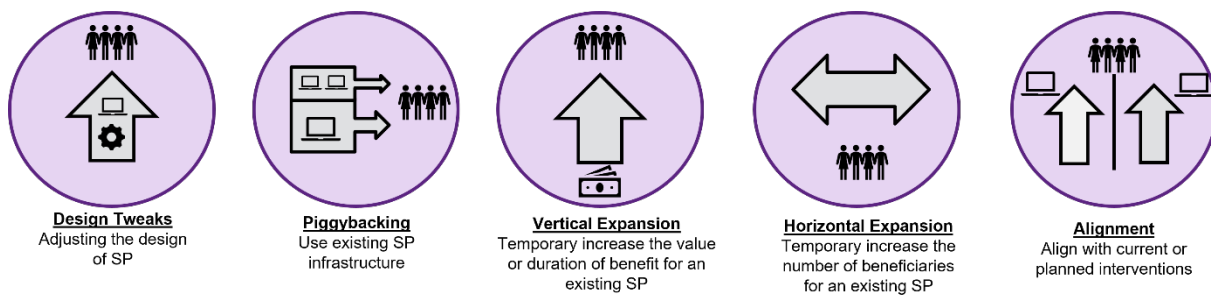 Design Tweaks
Adjusting the design
of SP
Piggybacking
Use existing SP
infrastructure
Vertical Expansion
Temporary increase the value
or duration of benefit for an
existing SP
Horizontal Expansion
Temporary increase the
number of beneficiaries
for an existing SP
Alignment
Align with current or
planned interventions